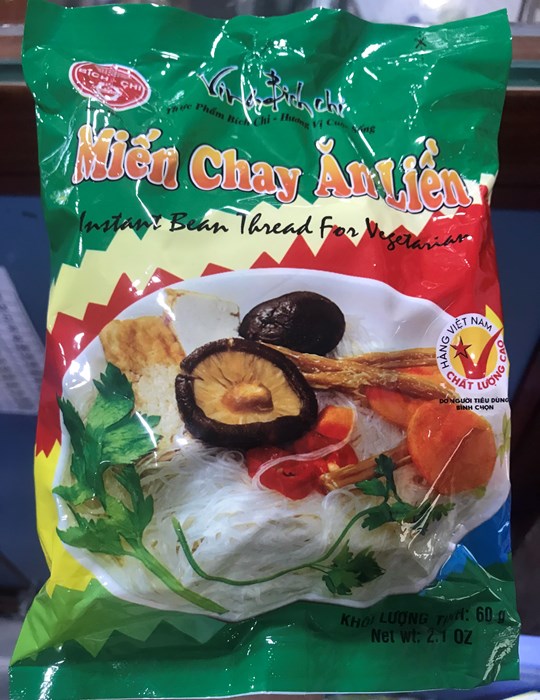 BÍCH CHI
Bích Chi
Thực Phẩm Bích Chi - Hương Vị Cuộc Sống
Miến Chay Ăn Liền
Instant Bean Thread For Vegetarian
HÀNG VIỆT NAM
CHẤT LƯỢNG CAO
DO NGƯỜI TIÊU DÙNG
BÌNH CHỌN
KHỐI LƯỢNG TỊNH: 60 g
Net wt: 2.1 OZ